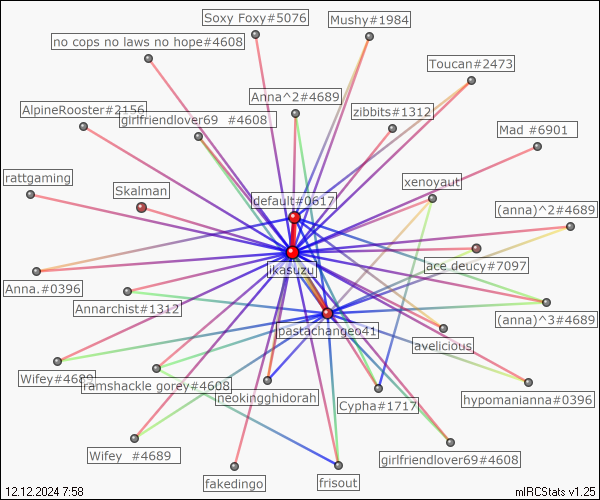 Soxy Foxy#5076
Mushy#1984
no cops no laws no hope#4608
Toucan#2473
Anna^2#4689
AlpineRooster#2156
girlfriendlover69 #4608
zibbits#1312
Mad #6901
rattgaming
xenoyaut
Skalman
default#0617
(anna)^2#4689
ikasuzu
ace deucy#7097
Anna.#0396
Annarchist#1312
(anna)^3#4689
pastachangeo41
avelicious
Wifey#4689
ramshackle gorey#4608
neokingghidorah
Cypha#1717
hypomanianna#0396
Wifey #4689
girlfriendlover69#4608
fakedingo
frisout
12.12.2024 7:58
mIRCStats v1.25